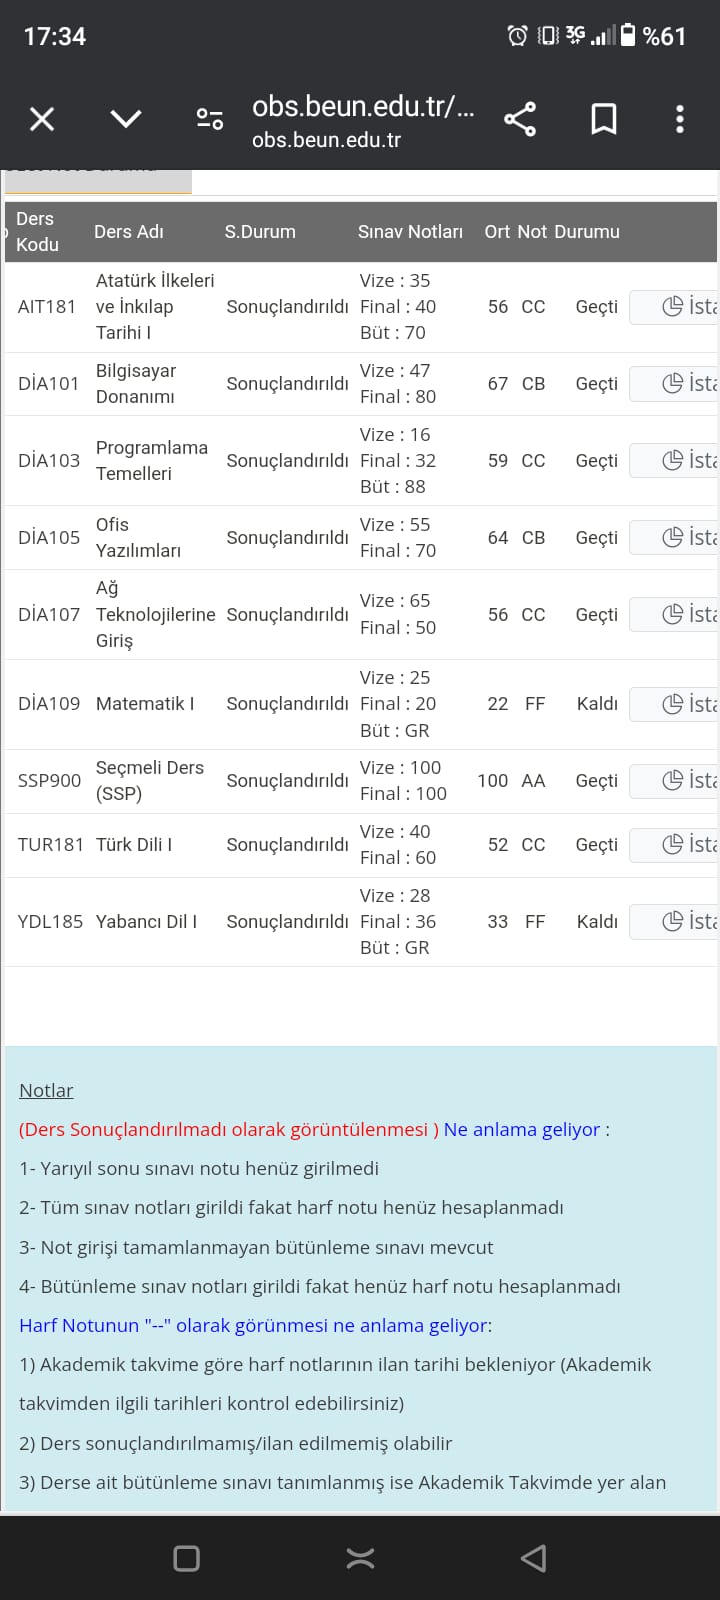 17:34
3G %61
obs.beun.edu.tr/...
obs.beun.edu.tr
Ders Kodu Ders Adı S.Durum Sınav Notları Ort Not Durumu
AIT181 Atatürk İlkeleri ve İnkılap Tarihi I Sonuçlandırıldı Vize : 35 Final : 40 Büt : 70 56 CC Geçti İsta
DİA101 Bilgisayar Donanımı Sonuçlandırıldı Vize : 47 Final : 80 67 CB Geçti İsta
DİA103 Programlama Temelleri Sonuçlandırıldı Vize : 16 Final : 32 Büt : 88 59 CC Geçti İsta
DİA105 Ofis Yazılımları Sonuçlandırıldı Vize : 55 Final : 70 64 CB Geçti İsta
DİA107 Ağ Teknolojilerine Giriş Sonuçlandırıldı Vize : 65 Final : 50 56 CC Geçti İsta
DİA109 Matematik I Sonuçlandırıldı Vize : 25 Final : 20 Büt : GR 22 FF Kaldı İsta
SSP900 Seçmeli Ders (SSP) Sonuçlandırıldı Vize : 100 Final : 100 100 AA Geçti İsta
TUR181 Türk Dili I Sonuçlandırıldı Vize : 40 Final : 60 52 CC Geçti İsta
YDL185 Yabancı Dil I Sonuçlandırıldı Vize : 28 Final : 36 Büt : GR 33 FF Kaldı İsta
Notlar
(Ders Sonuçlandırılmadı olarak görüntülenmesi ) Ne anlama geliyor :
1- Yarıyıl sonu sınavı notu henüz girilmedi
2- Tüm sınav notları girildi fakat harf notu henüz hesaplanmadı
3- Not girişi tamamlanmayan bütünleme sınavı mevcut
4- Bütünleme sınav notları girildi fakat henüz harf notu hesaplanmadı
Harf Notunun "--" olarak görünmesi ne anlama geliyor:
1) Akademik takvime göre harf notlarının ilan tarihi bekleniyor (Akademik
takvimden ilgili tarihleri kontrol edebilirsiniz)
2) Ders sonuçlandırılmamış/ilan edilmemiş olabilir
3) Derse ait bütünleme sınavı tanımlanmış ise Akademik Takvimde yer alan